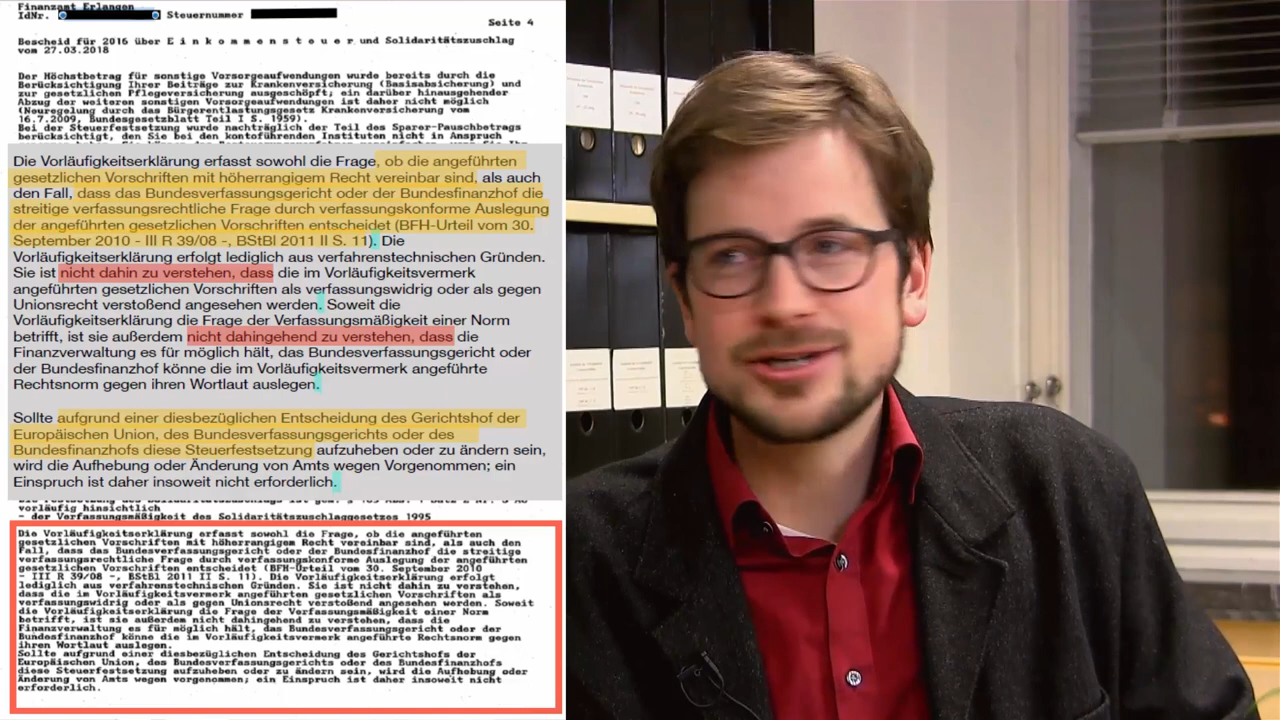 Finanzamt Erlangen
IdNr. Steuernummer
Seite 4
Bescheid für 2016 über E i n k o m m e n s t e u e r und Solidaritätszuschlag
vom 27.03.2018
Der Höchstbetrag für sonstige Vorsorgeaufwendungen wurde bereits durch die
Berücksichtigung Ihrer Beiträge zur Krankenversicherung (Basisabsicherung) und
zur gesetzlichen Pflegeversicherung ausgeschöpft; ein darüber hinausgehender
Abzug der weiteren sonstigen Vorsorgeaufwendungen ist daher nicht möglich
(Neuregelung durch das Bürgerentlastungsgesetz Krankenversicherung vom
16.7.2009, Bundesgesetzblatt Teil I S. 1959).
Bei der Steuerfestsetzung wurde nachträglich der Teil des Sparer-Pauschbetrags
berücksichtigt, den Sie bei den kontoführenden Instituten nicht in Anspruch
Die Vorläufigkeitserklärung erfasst sowohl die Frage, ob die angeführten
gesetzlichen Vorschriften mit höherrangigem Recht vereinbar sind, als auch
den Fall, dass das Bundesverfassungsgericht oder der Bundesfinanzhof die
streitige verfassungsrechtliche Frage durch verfassungskonforme Auslegung
der angeführten gesetzlichen Vorschriften entscheidet (BFH-Urteil vom 30.
September 2010 - III R 39/08 -, BStBl 2011 II S. 11). Die
Vorläufigkeitserklärung erfolgt lediglich aus verfahrenstechnischen Gründen.
Sie ist nicht dahin zu verstehen, dass die im Vorläufigkeitsvermerk
angeführten gesetzlichen Vorschriften als verfassungswidrig oder als gegen
Unionsrecht verstoßend angesehen werden. Soweit die
Vorläufigkeitserklärung die Frage der Verfassungsmäßigkeit einer Norm
betrifft, ist sie außerdem nicht dahingehend zu verstehen, dass die
Finanzverwaltung es für möglich hält, das Bundesverfassungsgericht oder
der Bundesfinanzhof könne die im Vorläufigkeitsvermerk angeführte
Rechtsnorm gegen ihren Wortlaut auslegen.
Sollte aufgrund einer diesbezüglichen Entscheidung des Gerichtshof der
Europäischen Union, des Bundesverfassungsgerichts oder des
Bundesfinanzhofs diese Steuerfestsetzung aufzuheben oder zu ändern sein,
wird die Aufhebung oder Änderung von Amts wegen Vorgenommen; ein
Einspruch ist daher insoweit nicht erforderlich.
vorläufig hinsichtlich
- der Verfassungsmäßigkeit des Solidaritätszuschlaggesetzes 1995
Die Vorläufigkeitserklärung erfasst sowohl die Frage, ob die angeführten
gesetzlichen Vorschriften mit höherrangigem Recht vereinbar sind, als auch den
Fall, dass das Bundesverfassungsgericht oder der Bundesfinanzhof die streitige
verfassungsrechtliche Frage durch verfassungskonforme Auslegung der angeführten
gesetzlichen Vorschriften entscheidet (BFH-Urteil vom 30. September 2010
- III R 39/08 -, BStBl 2011 II S. 11). Die Vorläufigkeitserklärung erfolgt
lediglich aus verfahrenstechnischen Gründen. Sie ist nicht dahin zu verstehen,
dass die im Vorläufigkeitsvermerk angeführten gesetzlichen Vorschriften als
verfassungswidrig oder als gegen Unionsrecht verstoßend angesehen werden. Soweit
die Vorläufigkeitserklärung die Frage der Verfassungsmäßigkeit einer Norm
betrifft, ist sie außerdem nicht dahingehend zu verstehen, dass die
Finanzverwaltung es für möglich hält, das Bundesverfassungsgericht oder der
Bundesfinanzhof könne die im Vorläufigkeitsvermerk angeführte Rechtsnorm gegen
ihren Wortlaut auslegen.
Sollte aufgrund einer diesbezüglichen Entscheidung des Gerichtshofs der
Europäischen Union, des Bundesverfassungsgerichts oder des Bundesfinanzhofs
diese Steuerfestsetzung aufzuheben oder zu ändern sein, wird die Aufhebung oder
Änderung von Amts wegen vorgenommen; ein Einspruch ist daher insoweit nicht
erforderlich.